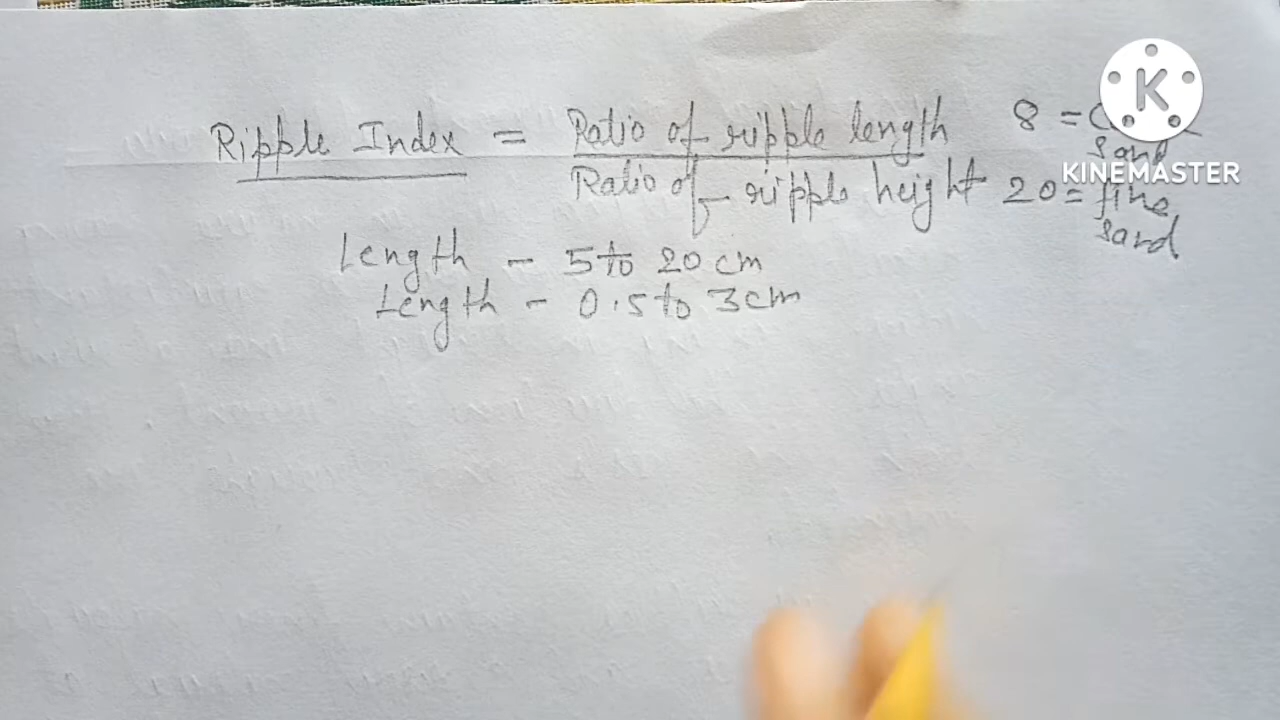 Ripple Index = Ratio of ripple length
Ratio of ripple height
8 =
sand
20 = fine
sand
Length - 5 to 20 cm
Length - 0.5 to 3 cm
K
KINEMASTER